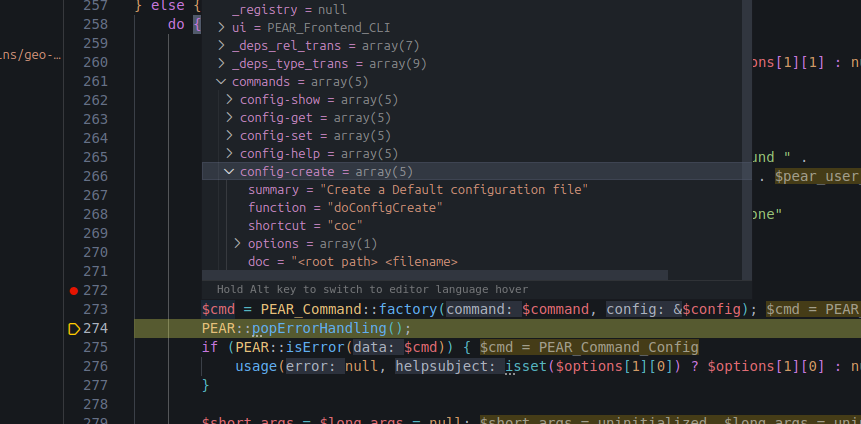 257 } else {
258 do {
259
ins/geo-…
260 ons[1][1] : nu
261
262
263
264
265 und " .
266 . $pear_user_
267
268 one"
269
270
271
272
273 $cmd = PEAR_Command::factory(command: $command, config: &$config); $cmd = PEAR_
274 PEAR::popErrorHandling();
275 if (PEAR::isError(data: $cmd)) { $cmd = PEAR_Command_Config
276 usage(error: null, helpsubject: isset($options[1][0]) ? $options[1][0] : nu
277 }
278
279 $short_args = $long_args = null; $short_args = uninitialized, $long_args = uni
_registry = null
ui = PEAR_Frontend_CLI
_deps_rel_trans = array(7)
_deps_type_trans = array(9)
commands = array(5)
config-show = array(5)
config-get = array(5)
config-set = array(5)
config-help = array(5)
config-create = array(5)
summary = "Create a Default configuration file"
function = "doConfigCreate"
shortcut = "coc"
options = array(1)
doc = "<root path> <filename>
Hold Alt key to switch to editor language hover